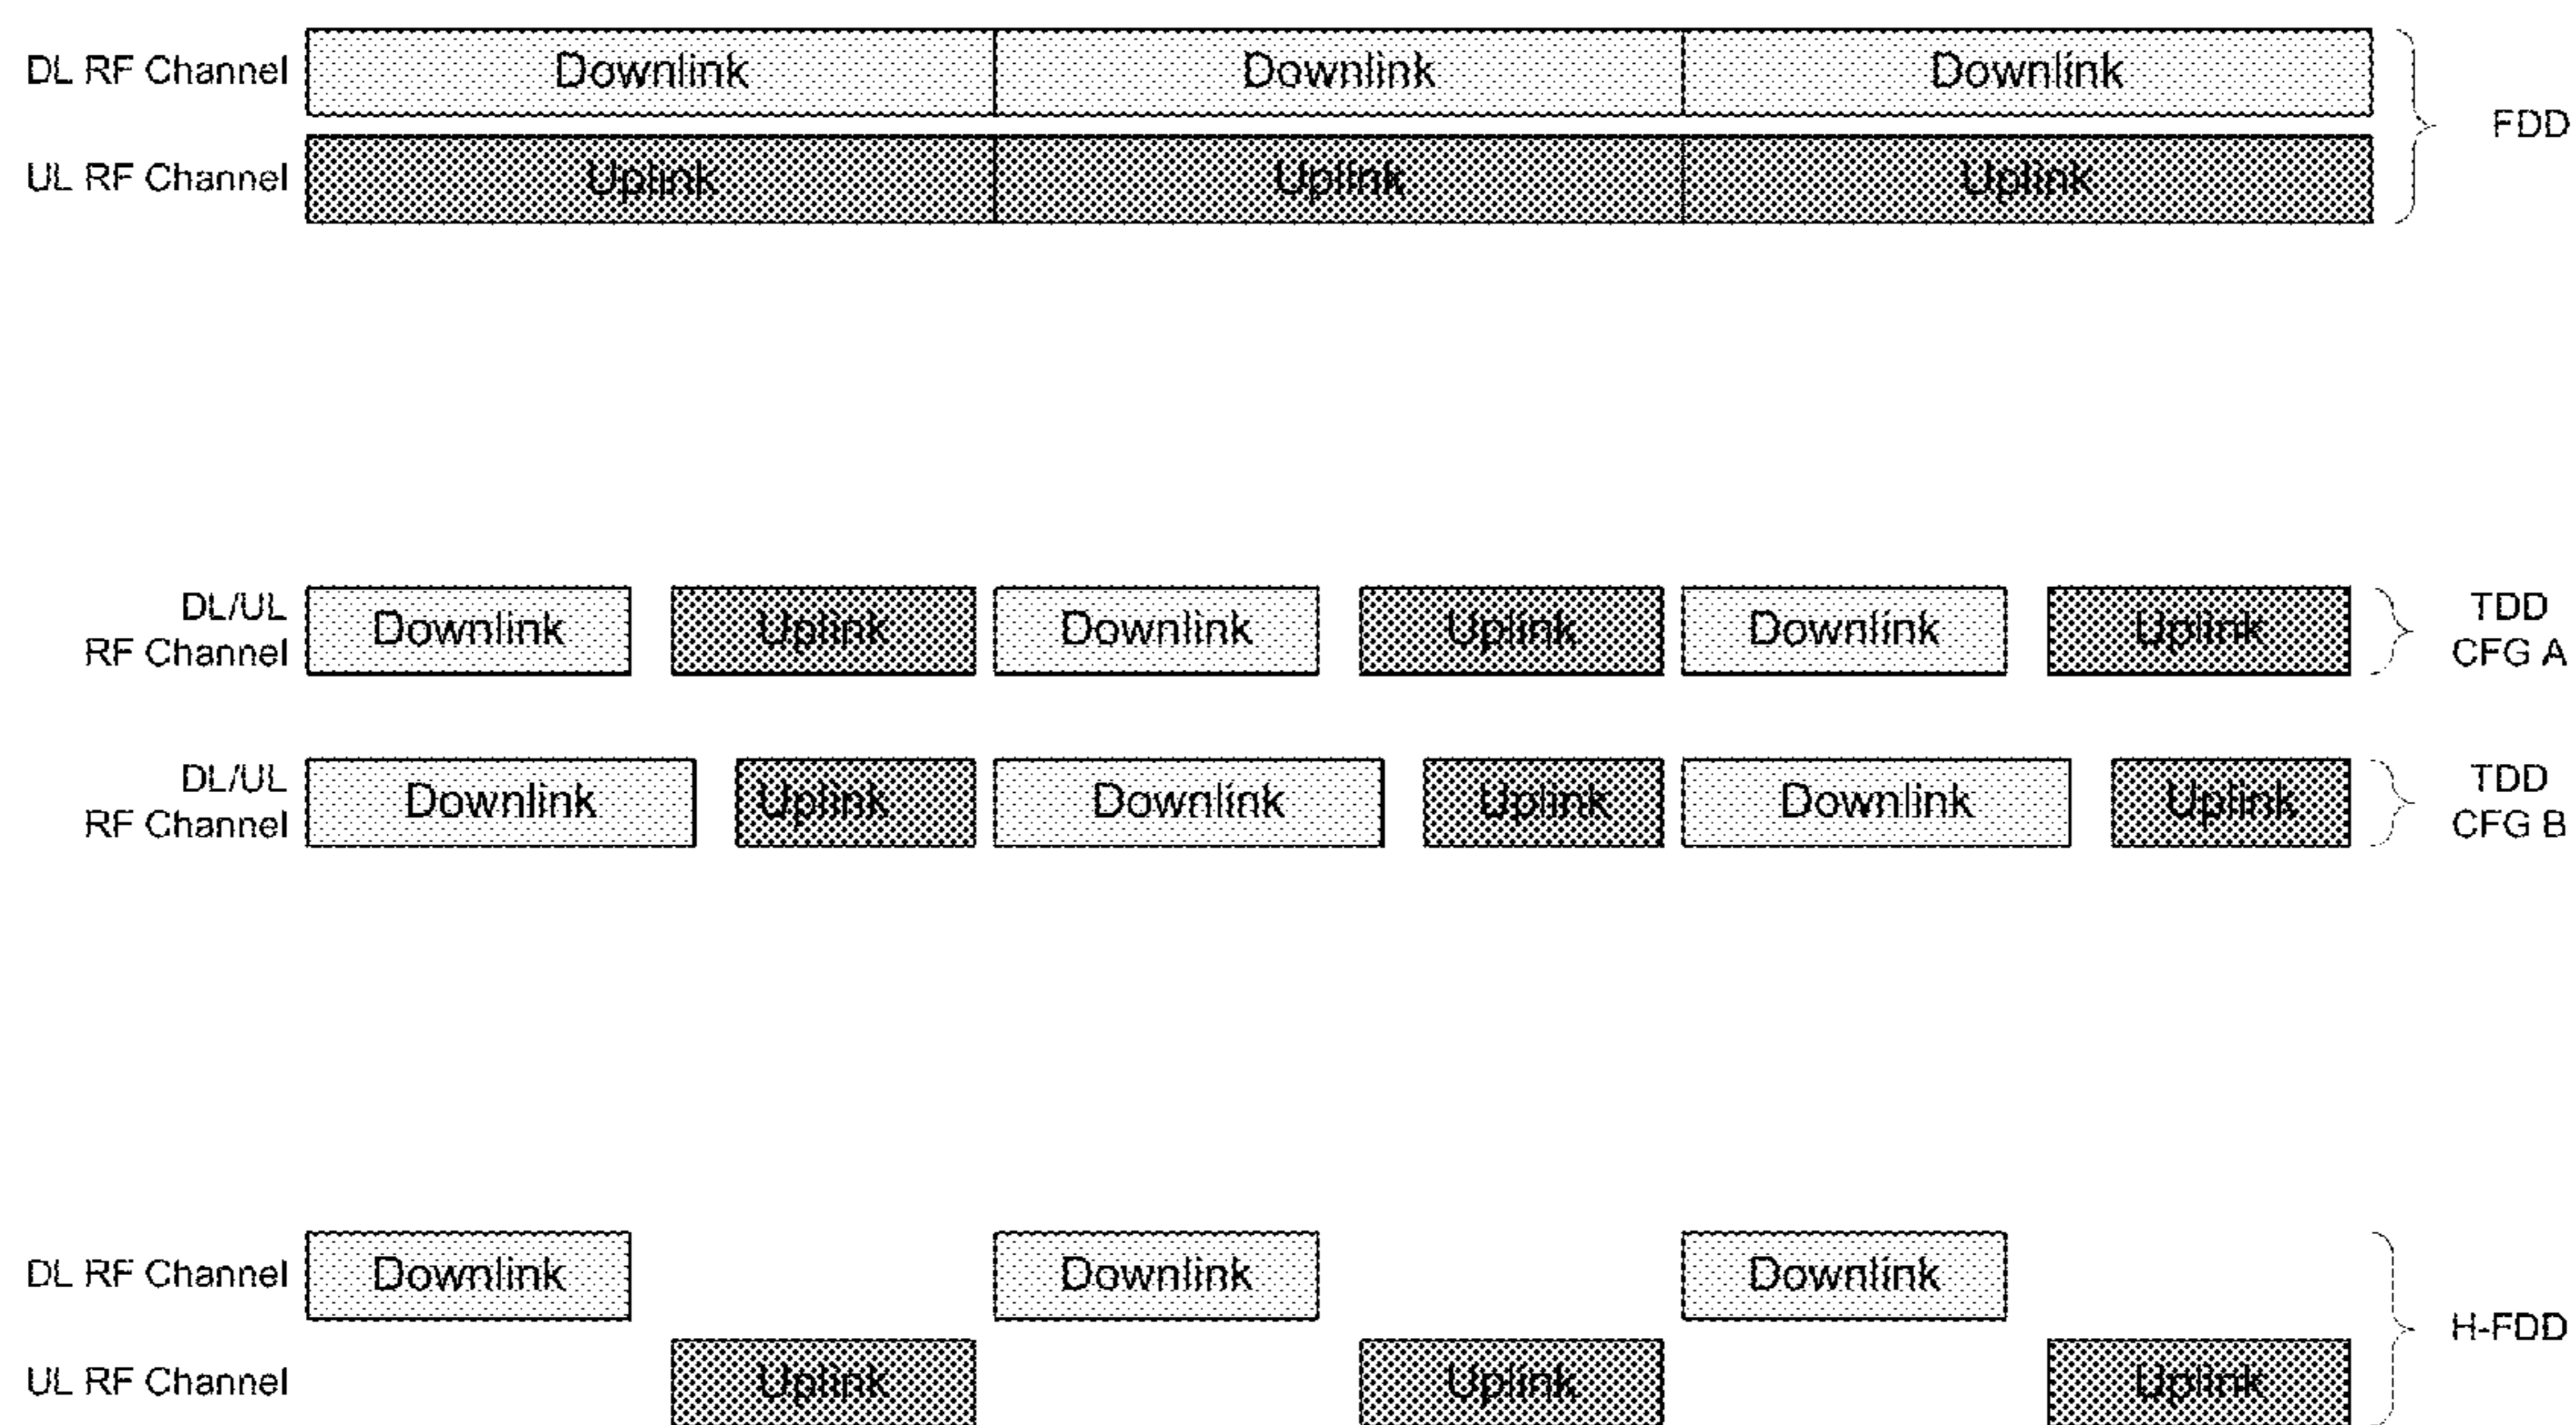 DL RF Channel Downlink Downlink Downlink
UL RF Channel Uplink Uplink Uplink
FDD
DL/UL
RF Channel
Downlink Uplink Downlink Uplink Downlink Uplink
TDD
CFG A
DL/UL
RF Channel
Downlink Uplink Downlink Uplink Downlink Uplink
TDD
CFG B
DL RF Channel Downlink Downlink Downlink
H-FDD
UL RF Channel Uplink Uplink Uplink